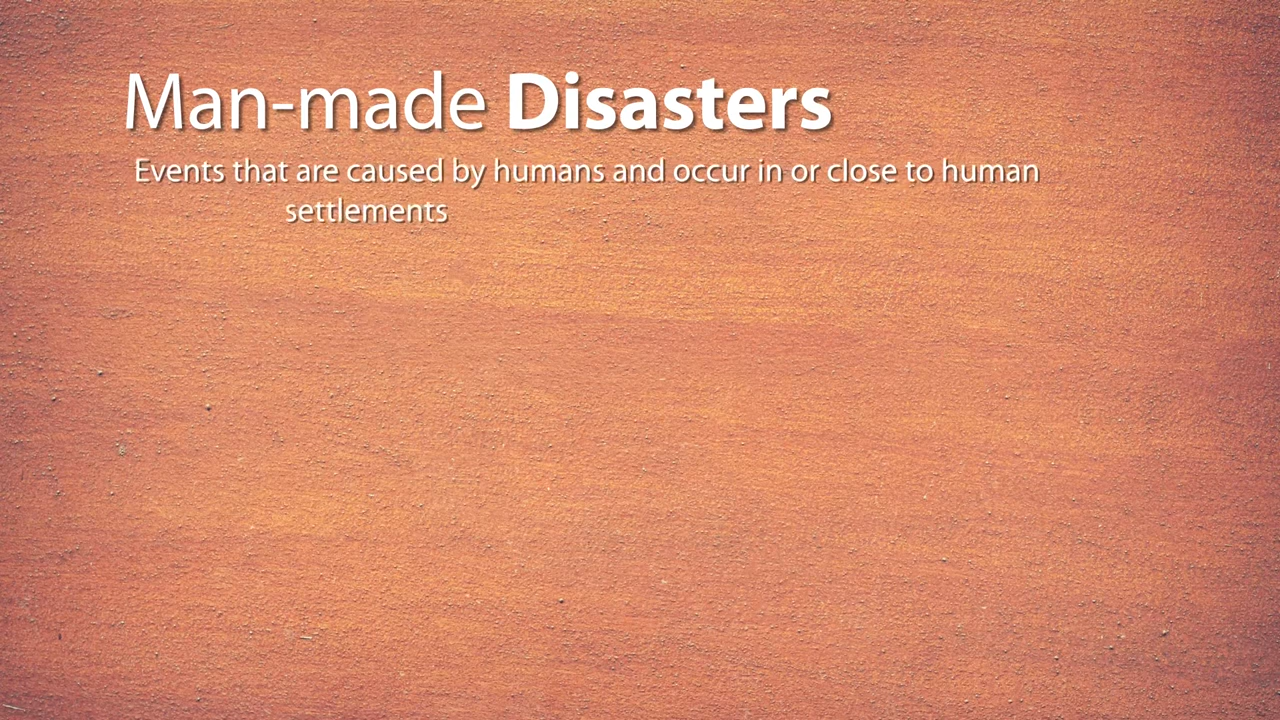 Man-made Disasters
Events that are caused by humans and occur in or close to human
settlements